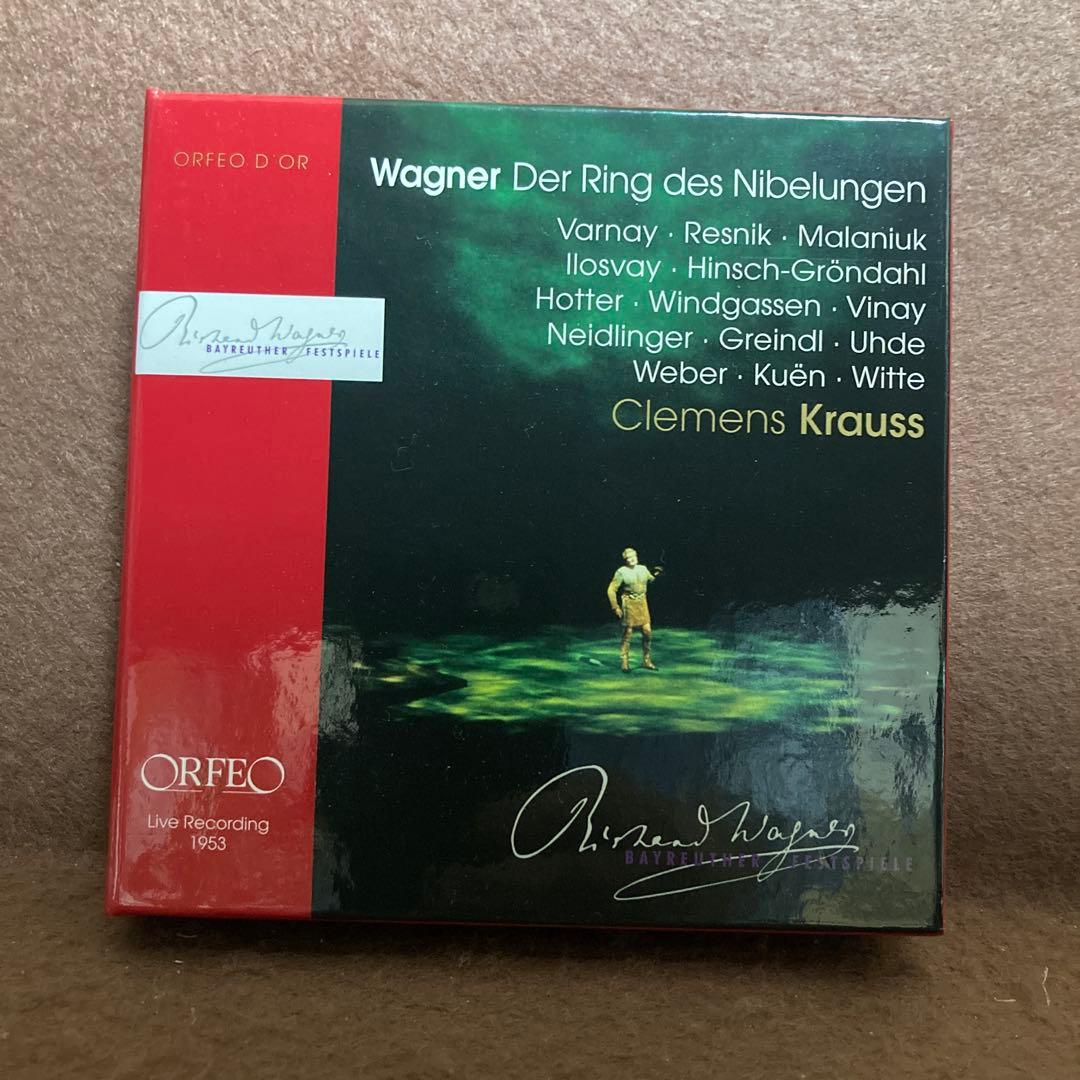 ORFEO D'OR
Wagner Der Ring des Nibelungen
Varnay · Resnik · Malaniuk
Ilosvay · Hinsch-Gröndahl
Hotter · Windgassen · Vinay
Neidlinger · Greindl · Uhde
Weber · Kuën · Witte
Clemens Krauss
Richard Wagner
BAYREUTHER FESTSPIELE
ORFEO
Live Recording
1953
Richard Wagner
BAYREUTHER FESTSPIELE